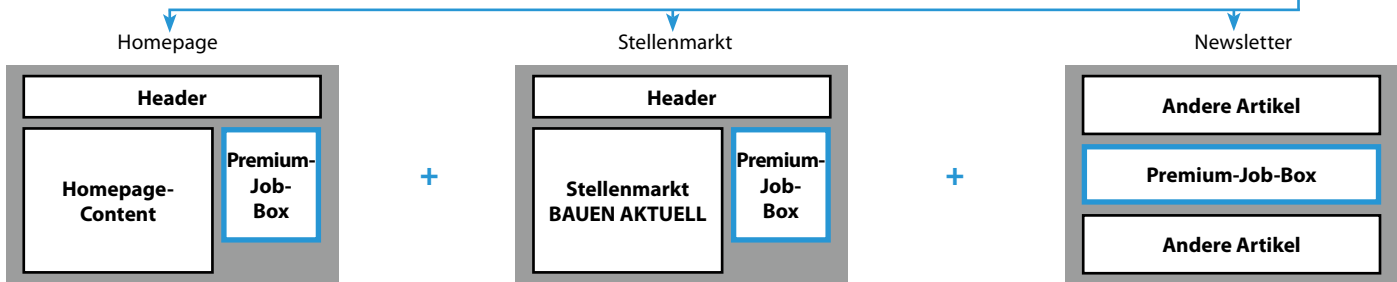 Homepage
Stellenmarkt
Newsletter
Header
Homepage-
Content
Premium-
Job-
Box
+
Header
Stellenmarkt
BAUEN AKTUELL
Premium-
Job-
Box
+
Andere Artikel
Premium-Job-Box
Andere Artikel